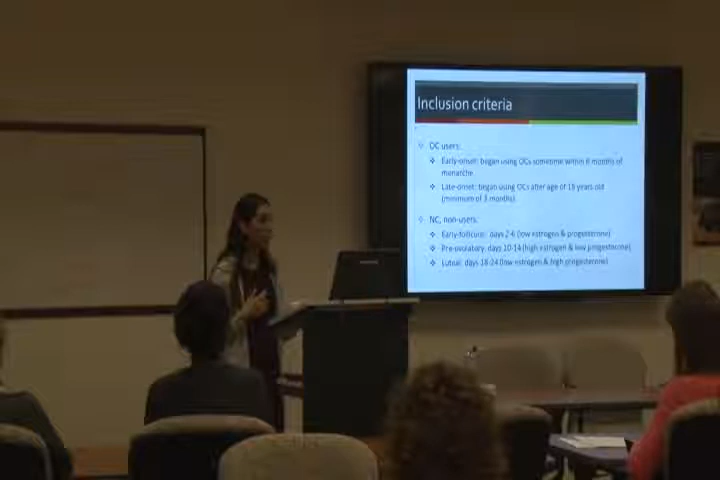 Inclusion criteria
OC users:
Early-onset: began using OCs sometime within 6 months of
menarche
Late-onset: began using OCs after age of 18 years old
(minimum of 3 months).
NC, non-users:
Early-follicular: days 2-6 (low estrogen & progesterone)
Pre-ovulatory: days 10-14 (high estrogen & low progesterone)
Luteal: days 18-24 (low estrogen & high progesterone)